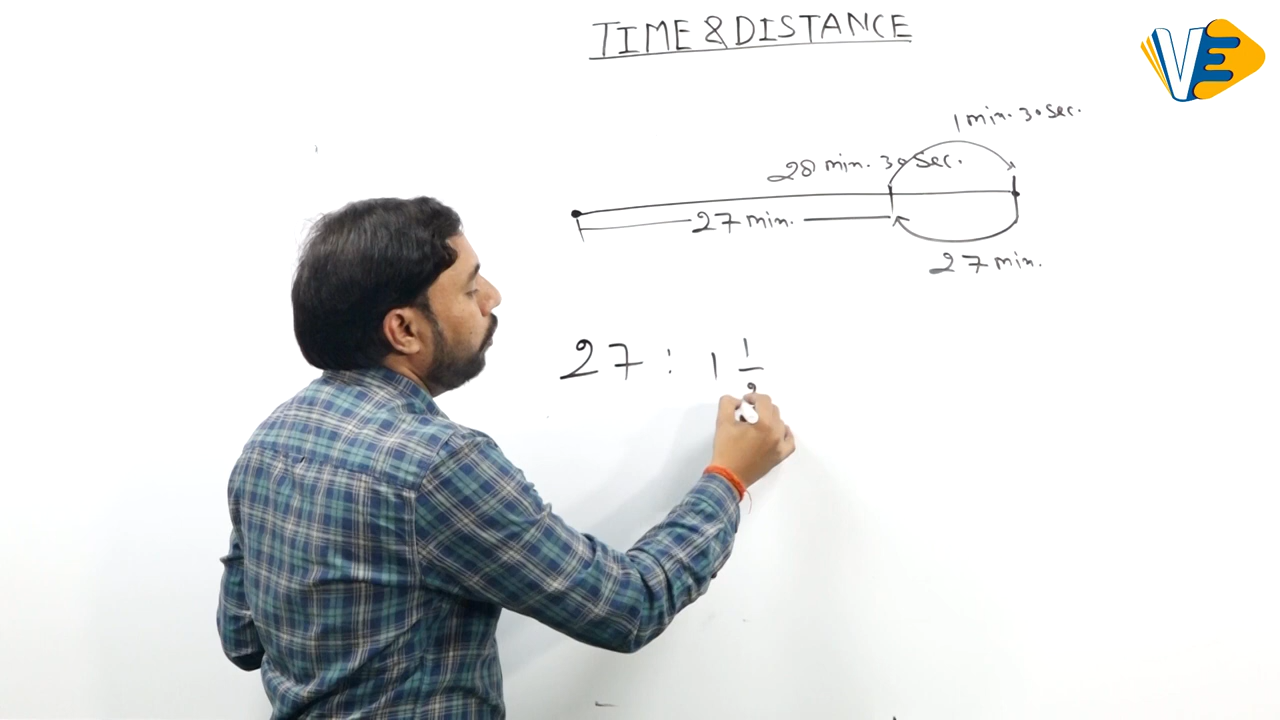 TIME & DISTANCE
VE
1 min. 30 sec.
28 min. 30 sec.
27 min.
27 min.
27 : 1 1/2